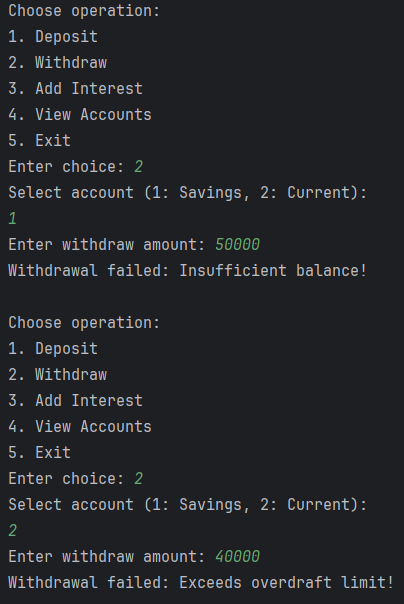 Choose operation:
1. Deposit
2. Withdraw
3. Add Interest
4. View Accounts
5. Exit
Enter choice: 2
Select account (1: Savings, 2: Current):
1
Enter withdraw amount: 50000
Withdrawal failed: Insufficient balance!

Choose operation:
1. Deposit
2. Withdraw
3. Add Interest
4. View Accounts
5. Exit
Enter choice: 2
Select account (1: Savings, 2: Current):
2
Enter withdraw amount: 40000
Withdrawal failed: Exceeds overdraft limit!